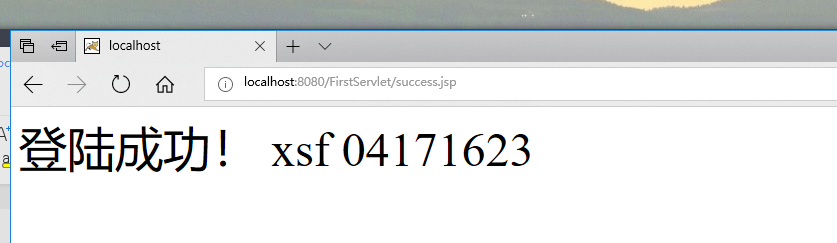 localhost
localhost:8080/FirstServlet/success.jsp
登陆成功! xsf 04171623